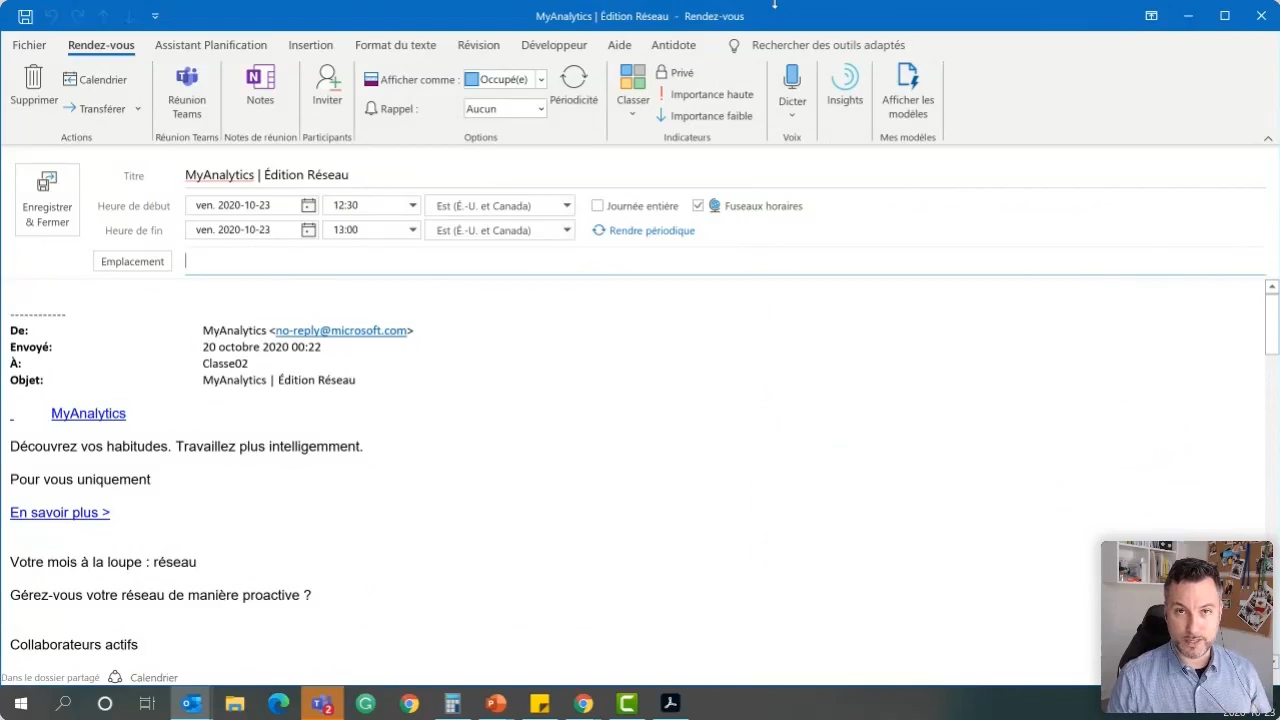 MyAnalytics | Édition Réseau - Rendez-vous
Fichier Rendez-vous Assistant Planification Insertion Format du texte Révision Développeur Aide Antidote Rechercher des outils adaptés
Supprimer
Calendrier
Transférer
Actions
Réunion
Teams
Réunion Teams
Notes
Notes de réunion
Inviter
Participants
Afficher comme : Occupé(e)
Rappel : Aucun
Périodicité
Options
Classer
Privé
Importance haute
Importance faible
Indicateurs
Dicter
Voix
Insights
Afficher les
modèles
Mes modèles
Enregistrer
& Fermer
Titre MyAnalytics | Édition Réseau
Heure de début ven. 2020-10-23 12:30 Est (É.-U. et Canada) Journée entière Fuseaux horaires
Heure de fin ven. 2020-10-23 13:00 Est (É.-U. et Canada) Rendre périodique
Emplacement
------------
De: MyAnalytics <no-reply@microsoft.com>
Envoyé: 20 octobre 2020 00:22
À: Classe02
Objet: MyAnalytics | Édition Réseau
MyAnalytics
Découvrez vos habitudes. Travaillez plus intelligemment.
Pour vous uniquement
En savoir plus >
Votre mois à la loupe : réseau
Gérez-vous votre réseau de manière proactive ?
Collaborateurs actifs
Dans le dossier partagé Calendrier
2